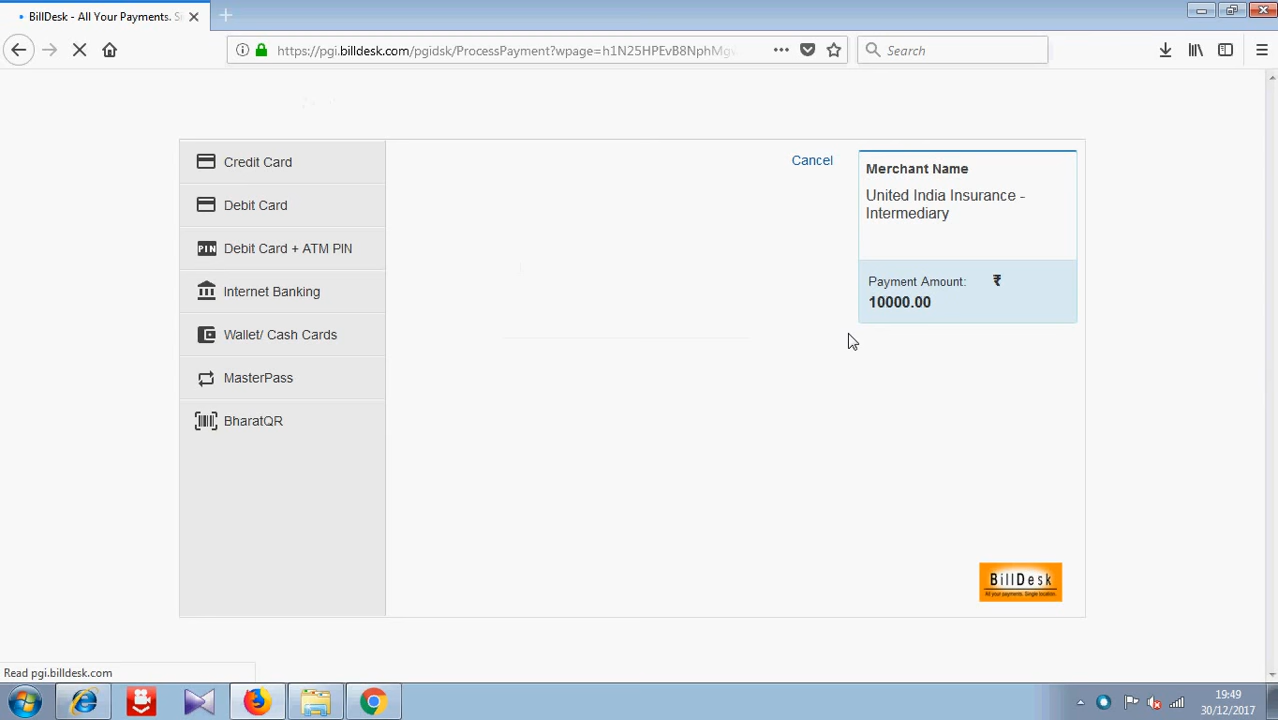 BillDesk - All Your Payments. S
https://pgi.billdesk.com/pgidsk/ProcessPayment?wpage=h1N25HPEvB8NphMg
Search
Credit Card
Debit Card
PIN Debit Card + ATM PIN
Internet Banking
Wallet/ Cash Cards
MasterPass
BharatQR
Cancel
Merchant Name
United India Insurance -
Intermediary
Payment Amount: ₹
10000.00
BillDesk
All your payments. Single location.
Read pgi.billdesk.com
19:49
30/12/2017